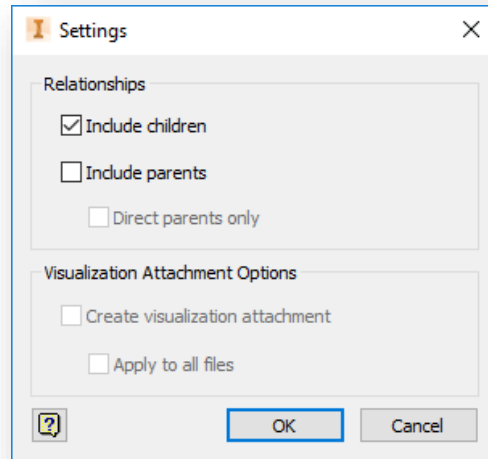 Settings
Relationships
Include children
Include parents
Direct parents only
Visualization Attachment Options
Create visualization attachment
Apply to all files
?
OK
Cancel